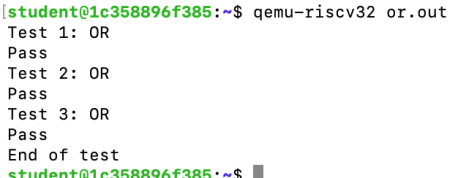 [student@1c358896f385:~$ qemu-riscv32 or.out
Test 1: OR
Pass
Test 2: OR
Pass
Test 3: OR
Pass
End of test
student@1c358896f385:~$